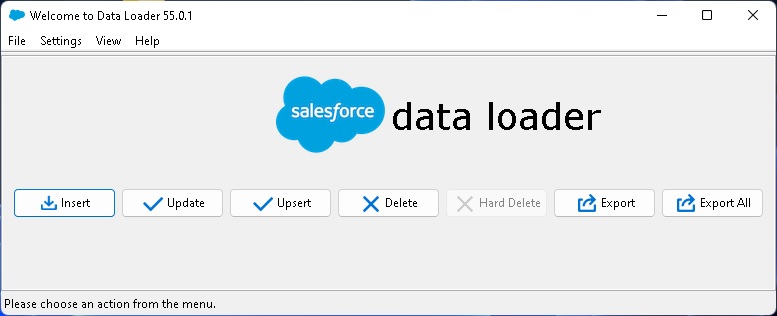 Welcome to Data Loader 55.0.1
File Settings View Help
salesforce data loader
Insert Update Upsert Delete Hard Delete Export Export All
Please choose an action from the menu.